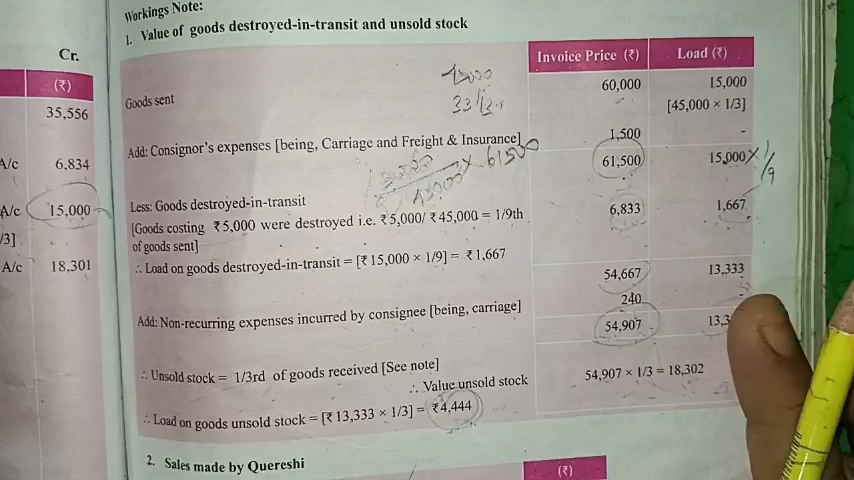 Workings Note:
1. Value of goods destroyed-in-transit and unsold stock
Cr.
(₹)
35,556
A/c 6,834
A/c 15,000
/3]
A/c 18,301
Invoice Price (₹) Load (₹)
Goods sent 60,000 15,000
[45,000 × 1/3]
Add: Consignor's expenses [being, Carriage and Freight & Insurance] 1,500 -
61,500 15,000 × 1/9
× 61500
45000
Less: Goods destroyed-in-transit
[Goods costing ₹5,000 were destroyed i.e. ₹5,000/ ₹45,000 = 1/9th 6,833 1,667
of goods sent]
∴ Load on goods destroyed-in-transit = [₹15,000 × 1/9] = ₹1,667
54,667 13,333
Add: Non-recurring expenses incurred by consignee [being, carriage] 240 -
54,907 13,3
∴ Unsold stock = 1/3rd of goods received [See note]
∴ Value unsold stock 54,907 × 1/3 = 18,302
∴ Load on goods unsold stock = [₹13,333 × 1/3] = ₹4,444
2. Sales made by Quereshi
(₹)